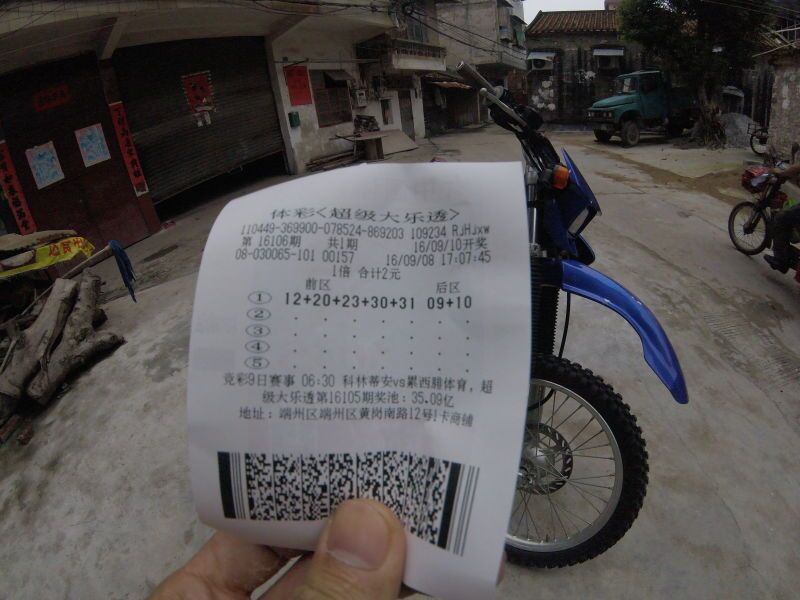 体彩<超级大乐透>
110449-369900-078524-869203 109234 RJHJxw
第 16106期 共1期 16/09/10开奖
08-030065-101 00157 16/09/08 17:07:45
1倍 合计2元
前区 后区
① 12+20+23+30+31 09+10
②
③
④
⑤
竞彩9日赛事 06:30 科林蒂安vs累西腓体育，超
级大乐透第16105期奖池：35.09亿
地址：端州区端州区黄岗南路12号1卡商铺